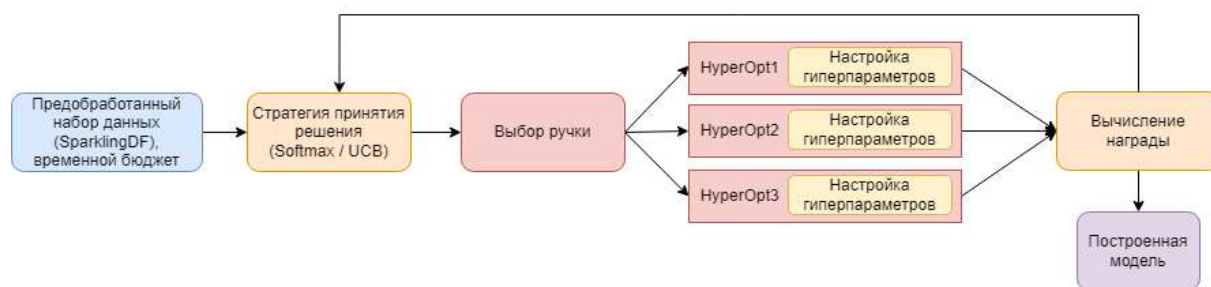 Предобработанный
набор данных
(SparklingDF),
временной бюджет
Стратегия принятия
решения
(Softmax / UCB)
Выбор ручки
HyperOpt1
Настройка
гиперпараметров
HyperOpt2
Настройка
гиперпараметров
HyperOpt3
Настройка
гиперпараметров
Вычисление
награды
Построенная
модель